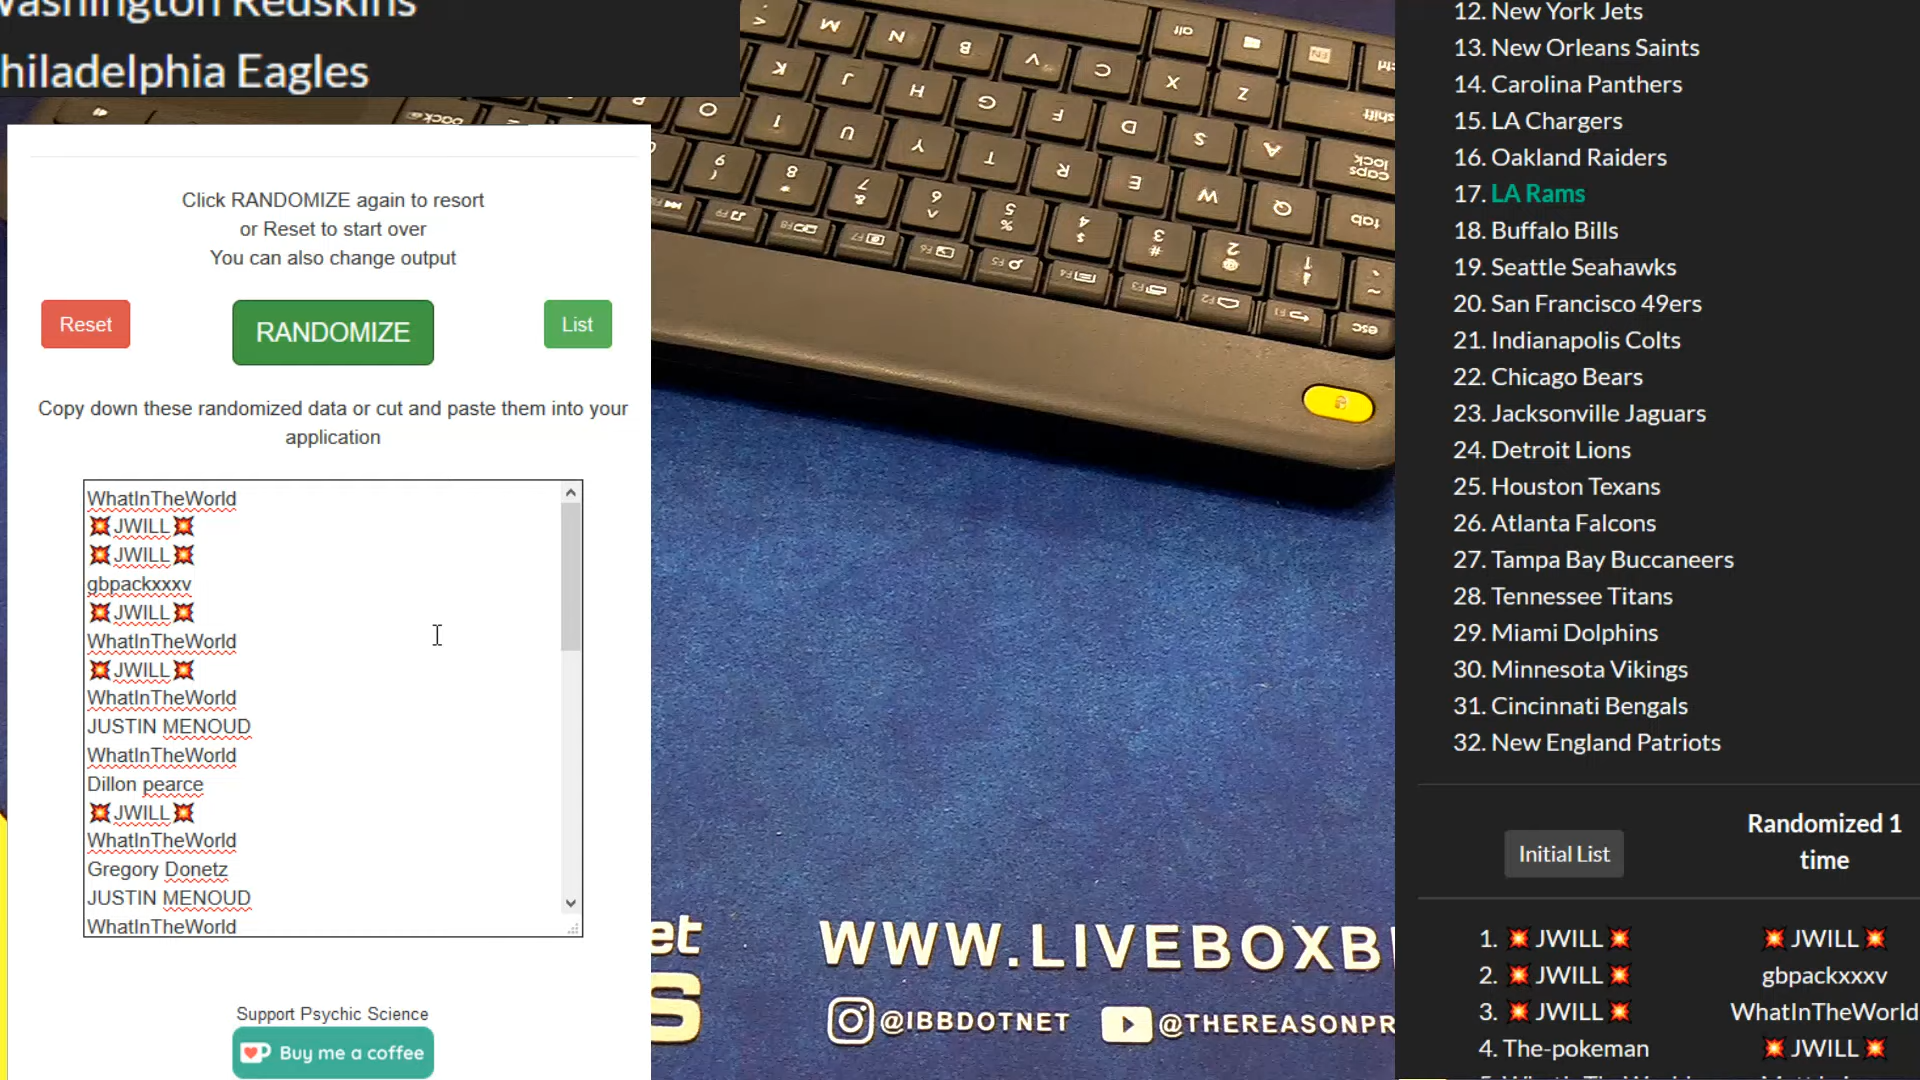 Washington Redskins
hiladelphia Eagles
Click RANDOMIZE again to resort
or Reset to start over
You can also change output
Reset
RANDOMIZE
List
Copy down these randomized data or cut and paste them into your
application
WhatInTheWorld
💥JWILL💥
💥JWILL💥
gbpackxxxv
💥JWILL💥
WhatInTheWorld
💥JWILL💥
WhatInTheWorld
JUSTIN MENOUD
WhatInTheWorld
Dillon pearce
💥JWILL💥
WhatInTheWorld
Gregory Donetz
JUSTIN MENOUD
WhatInTheWorld
Support Psychic Science
Buy me a coffee
et
S
WWW.LIVEBOXB
@IBBDOTNET
@THEREASONPR
12. New York Jets
13. New Orleans Saints
14. Carolina Panthers
15. LA Chargers
16. Oakland Raiders
17. LA Rams
18. Buffalo Bills
19. Seattle Seahawks
20. San Francisco 49ers
21. Indianapolis Colts
22. Chicago Bears
23. Jacksonville Jaguars
24. Detroit Lions
25. Houston Texans
26. Atlanta Falcons
27. Tampa Bay Buccaneers
28. Tennessee Titans
29. Miami Dolphins
30. Minnesota Vikings
31. Cincinnati Bengals
32. New England Patriots
Initial List
Randomized 1
time
1. 💥JWILL💥 💥JWILL💥
2. 💥JWILL💥 gbpackxxxv
3. 💥JWILL💥 WhatInTheWorld
4. The-pokeman 💥JWILL💥